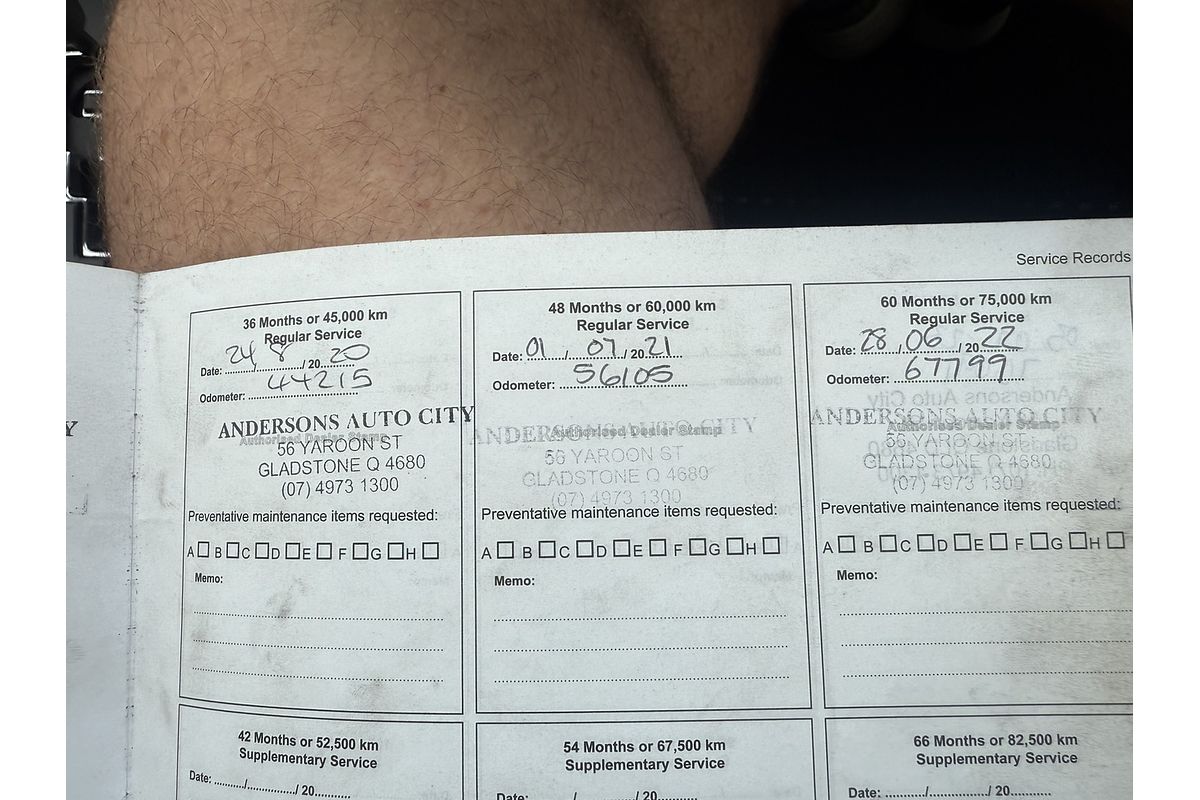 Service Records
Y
36 Months or 45,000 km
Regular Service
Date: 24/8/2020
Odometer: 44215
Authorised Dealer Stamp
ANDERSONS AUTO CITY
56 YAROON ST
GLADSTONE Q 4680
(07) 4973 1300
Preventative maintenance items requested:
A □ B □ C □ D □ E □ F □ G □ H □
Memo:
48 Months or 60,000 km
Regular Service
Date: 01/07/2021
Odometer: 56105
Authorised Dealer Stamp
ANDERSONS AUTO CITY
56 YAROON ST
GLADSTONE Q 4680
(07) 4973 1300
Preventative maintenance items requested:
A □ B □ C □ D □ E □ F □ G □ H □
Memo:
60 Months or 75,000 km
Regular Service
Date: 28/06/2022
Odometer: 67799
Authorised Dealer Stamp
ANDERSONS AUTO CITY
56 YAROON ST
GLADSTONE Q 4680
(07) 4973 1300
Preventative maintenance items requested:
A □ B □ C □ D □ E □ F □ G □ H □
Memo:
42 Months or 52,500 km
Supplementary Service
Date: ........./............../ 20..........
54 Months or 67,500 km
Supplementary Service
Date: ........./............../ 20..........
66 Months or 82,500 km
Supplementary Service
Date: ........./............../ 20..........